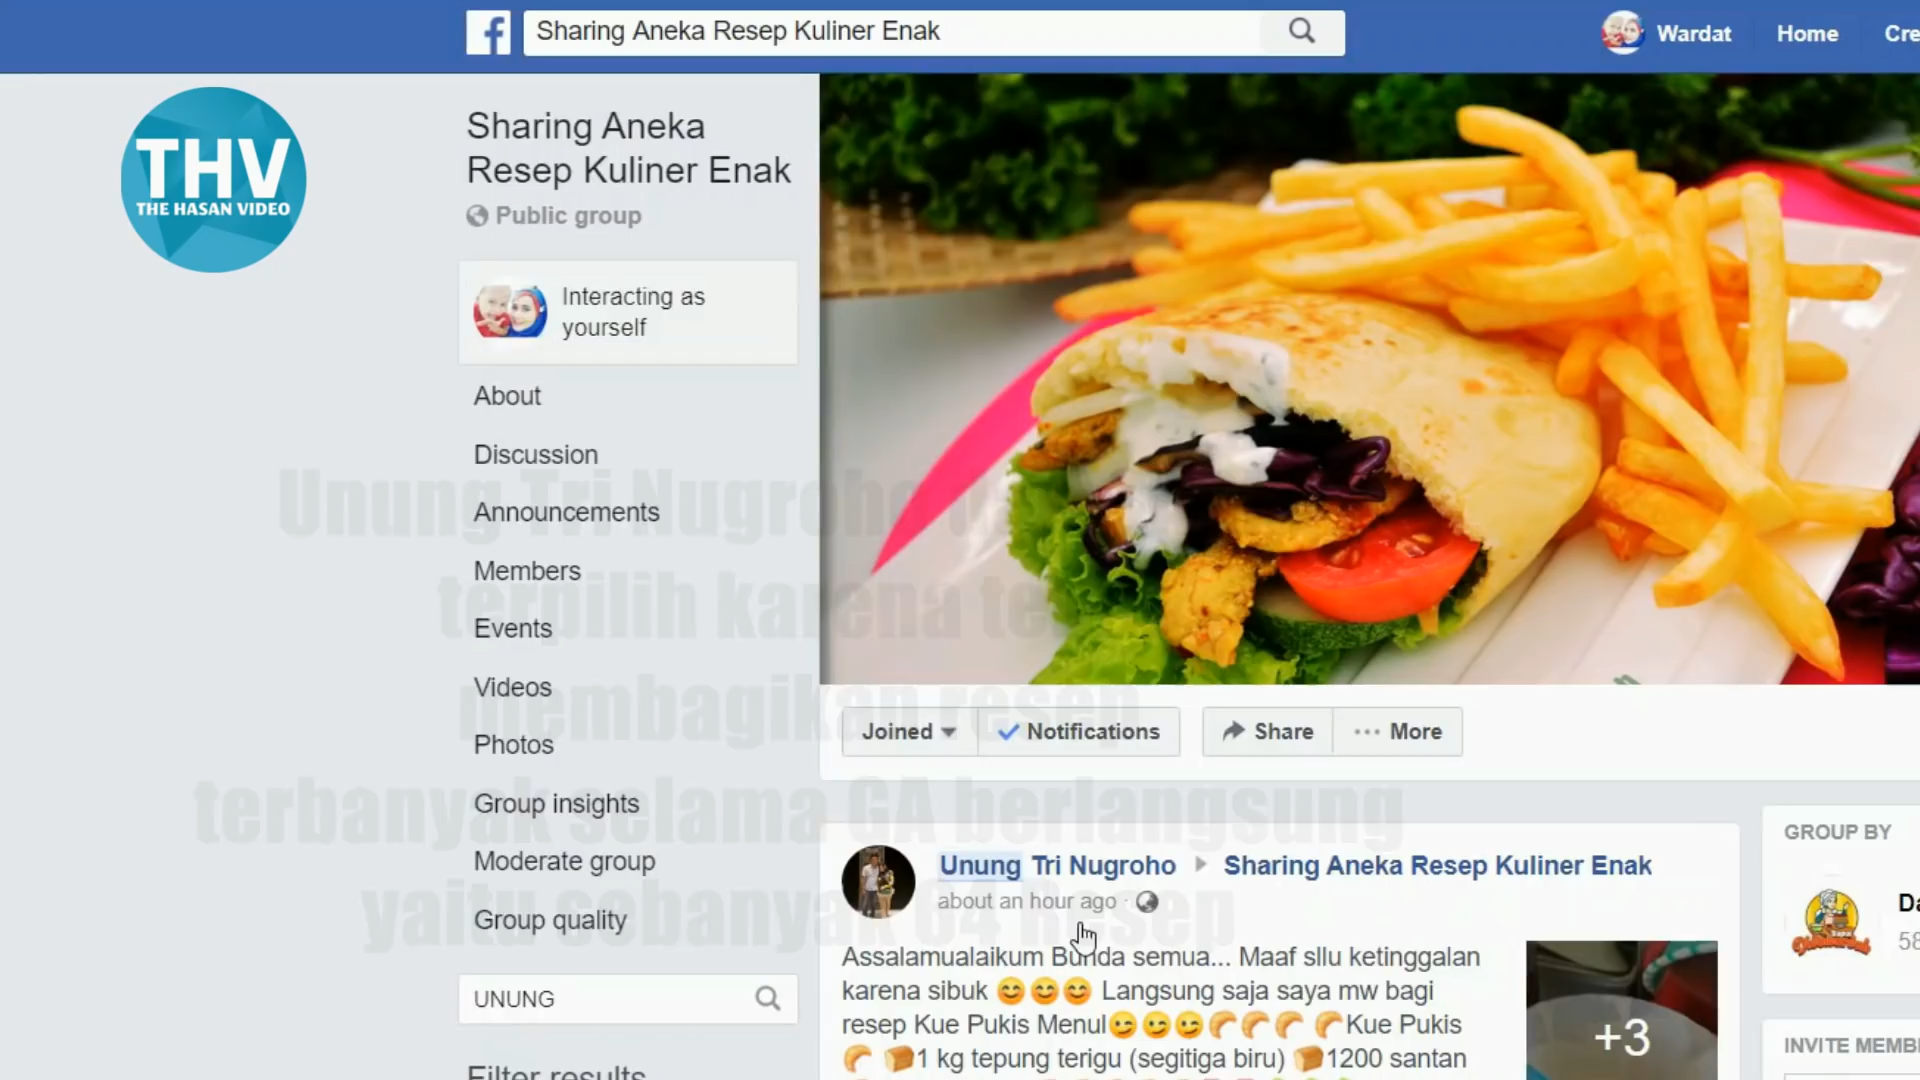 Sharing Aneka Resep Kuliner Enak
Wardat
Home
THV
THE HASAN VIDEO
Sharing Aneka
Resep Kuliner Enak
Public group
Interacting as
yourself
About
Discussion
Announcements
Members
Events
Videos
Photos
Group insights
Moderate group
Group quality
UNUNG
Filter results
Unung Tri Nugroho
terpilih karena
membagikan resep
terbanyak selama GA berlangsung
yaitu sebanyak 64 Resep
Joined
Notifications
Share
More
Unung Tri Nugroho
Sharing Aneka Resep Kuliner Enak
about an hour ago
Assalamualaikum Bunda semua... Maaf sllu ketinggalan
karena sibuk 😊😊😊 Langsung saja saya mw bagi
resep Kue Pukis Menul😉😉😉🥐🥐🥐 🥐Kue Pukis
🥐 🍞1 kg tepung terigu (segitiga biru) 🍞1200 santan
+3
GROUP BY
INVITE